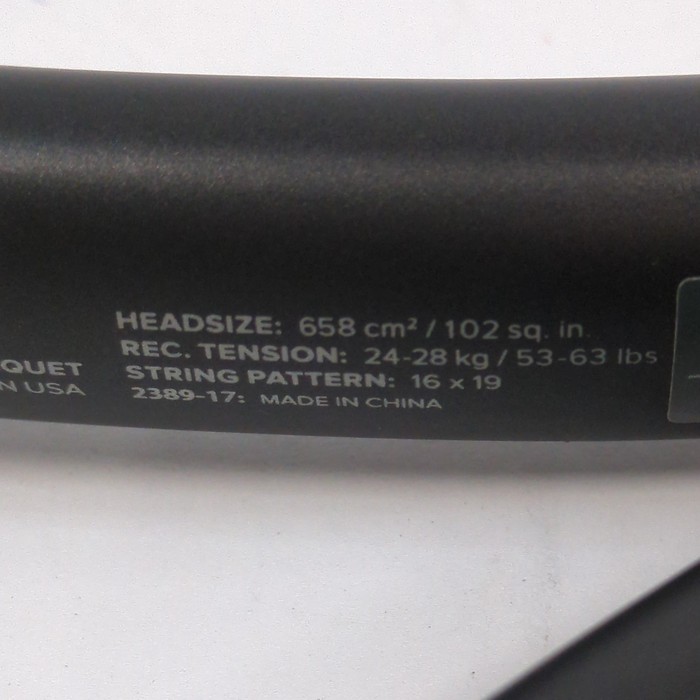 HEADSIZE: 658 cm² / 102 sq. in.
REC. TENSION: 24-28 kg / 53-63 lbs
STRING PATTERN: 16 x 19
2389-17: MADE IN CHINA
QUET
N USA